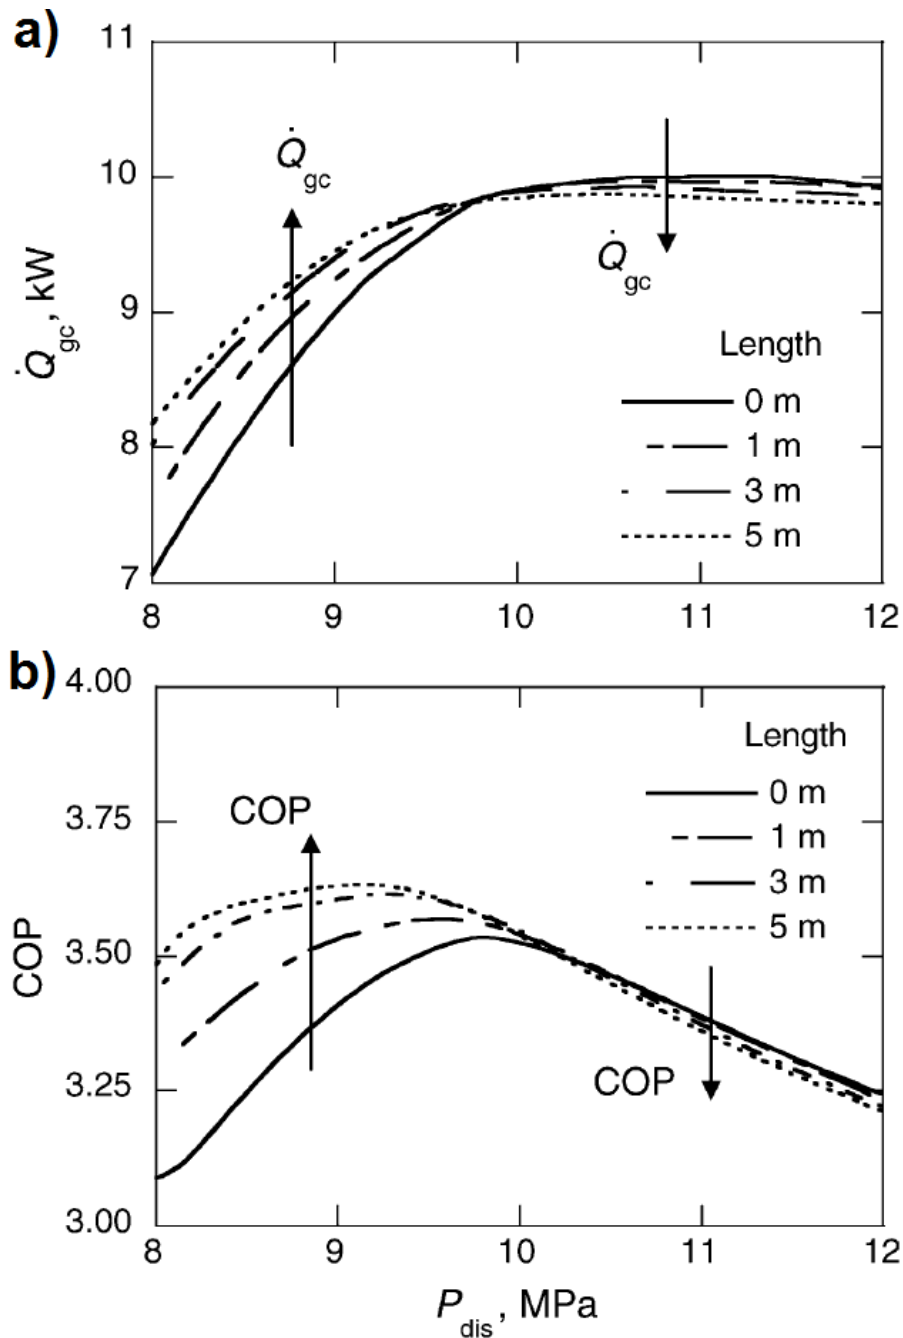 a)
11
10
9
8
7
Q̇gc, kW
Q̇gc
Q̇gc
Length
0 m
1 m
3 m
5 m
8 9 10 11 12
b)
4.00
3.75
3.50
3.25
3.00
COP
COP
COP
Length
0 m
1 m
3 m
5 m
8 9 10 11 12
Pdis, MPa